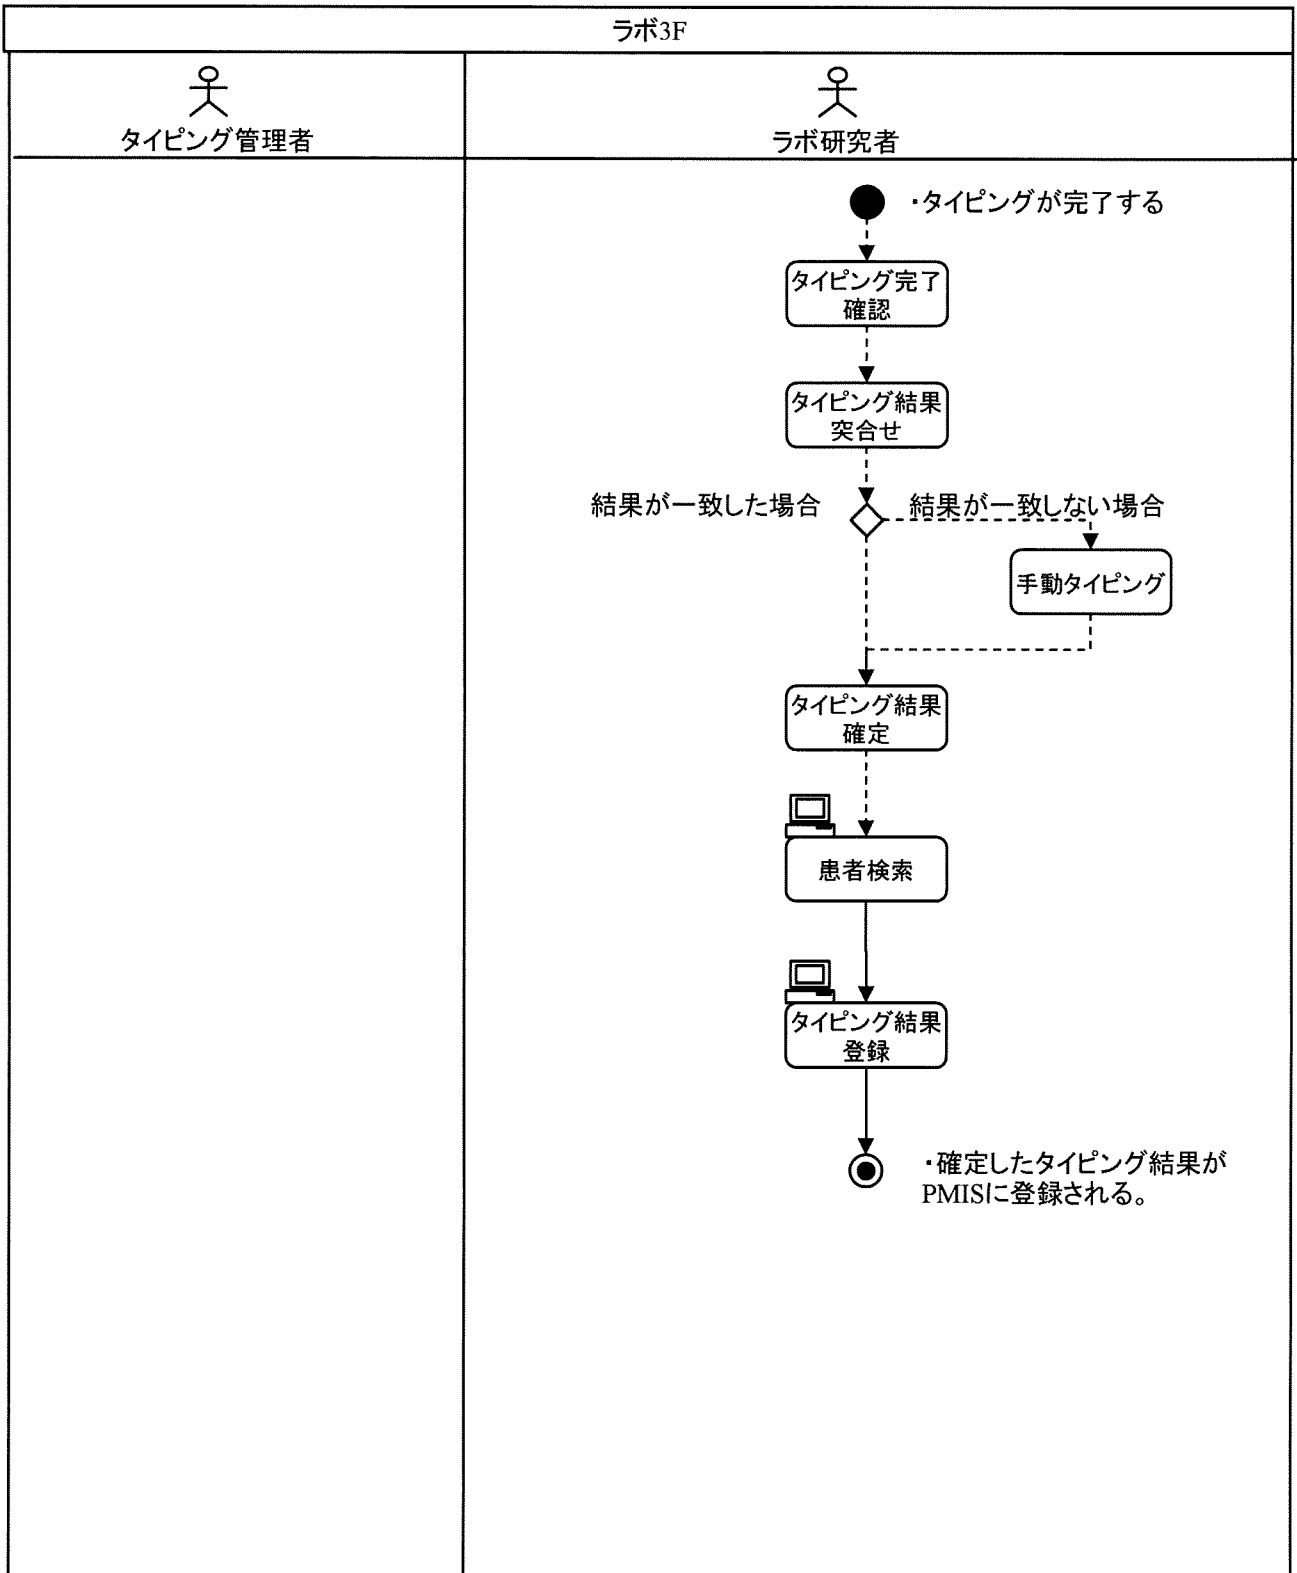 ラボ3F
タイピング管理者
ラボ研究者
・タイピングが完了する
タイピング完了
確認
タイピング結果
突合せ
結果が一致した場合
結果が一致しない場合
手動タイピング
タイピング結果
確定
患者検索
タイピング結果
登録
・確定したタイピング結果が
PMISに登録される。